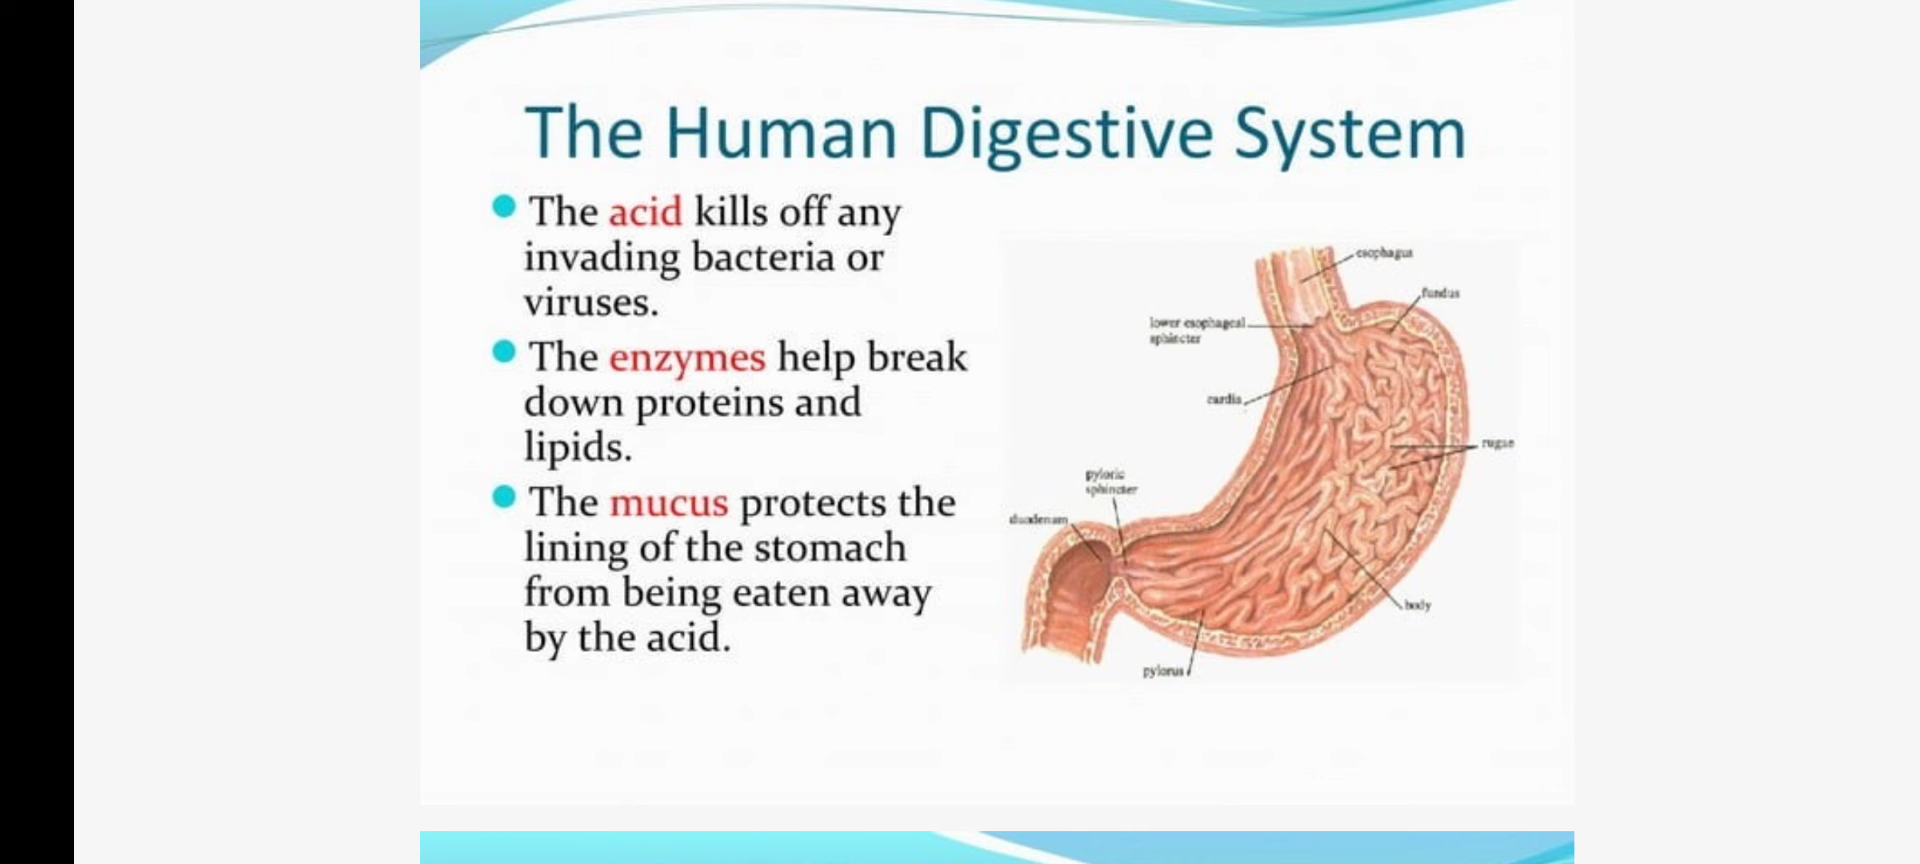 The Human Digestive System
The acid kills off any
invading bacteria or
viruses.
The enzymes help break
down proteins and
lipids.
The mucus protects the
lining of the stomach
from being eaten away
by the acid.
esophagus
fundus
lower esophageal
sphincter
cardia
rugae
pyloric
sphincter
duodenum
body
pylorus